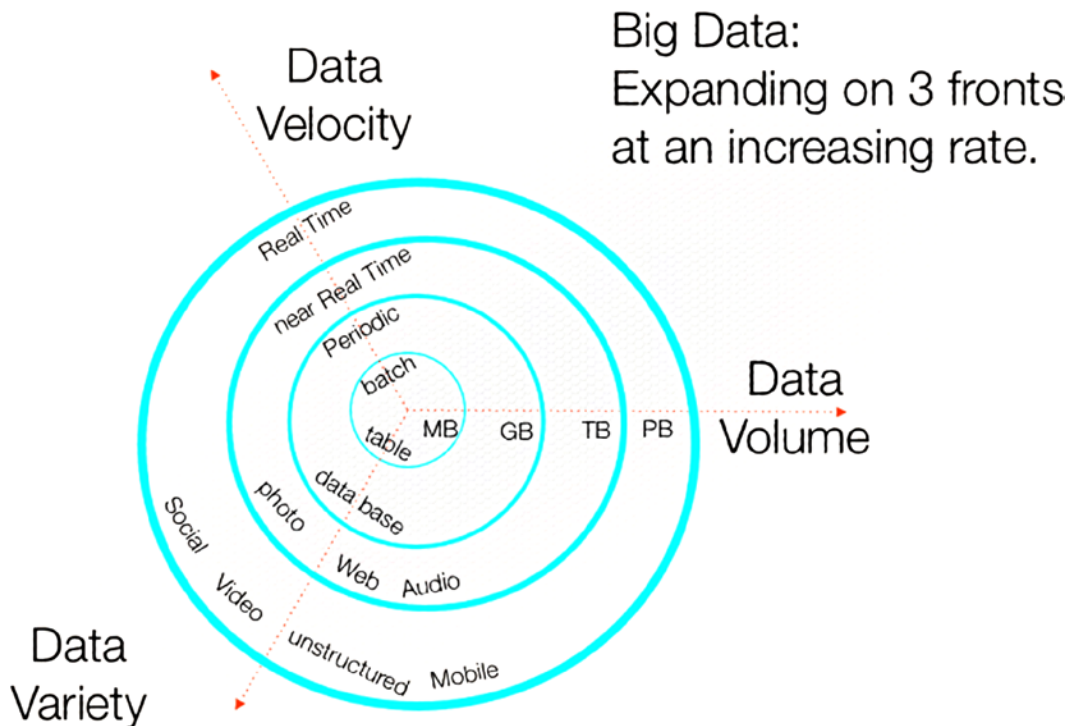 Big Data:
Expanding on 3 fronts
at an increasing rate.
Data
Velocity
Real Time
near Real Time
Periodic
batch
Data
Volume
MB GB TB PB
table
data base
photo Web Audio
Social Video unstructured Mobile
Data
Variety